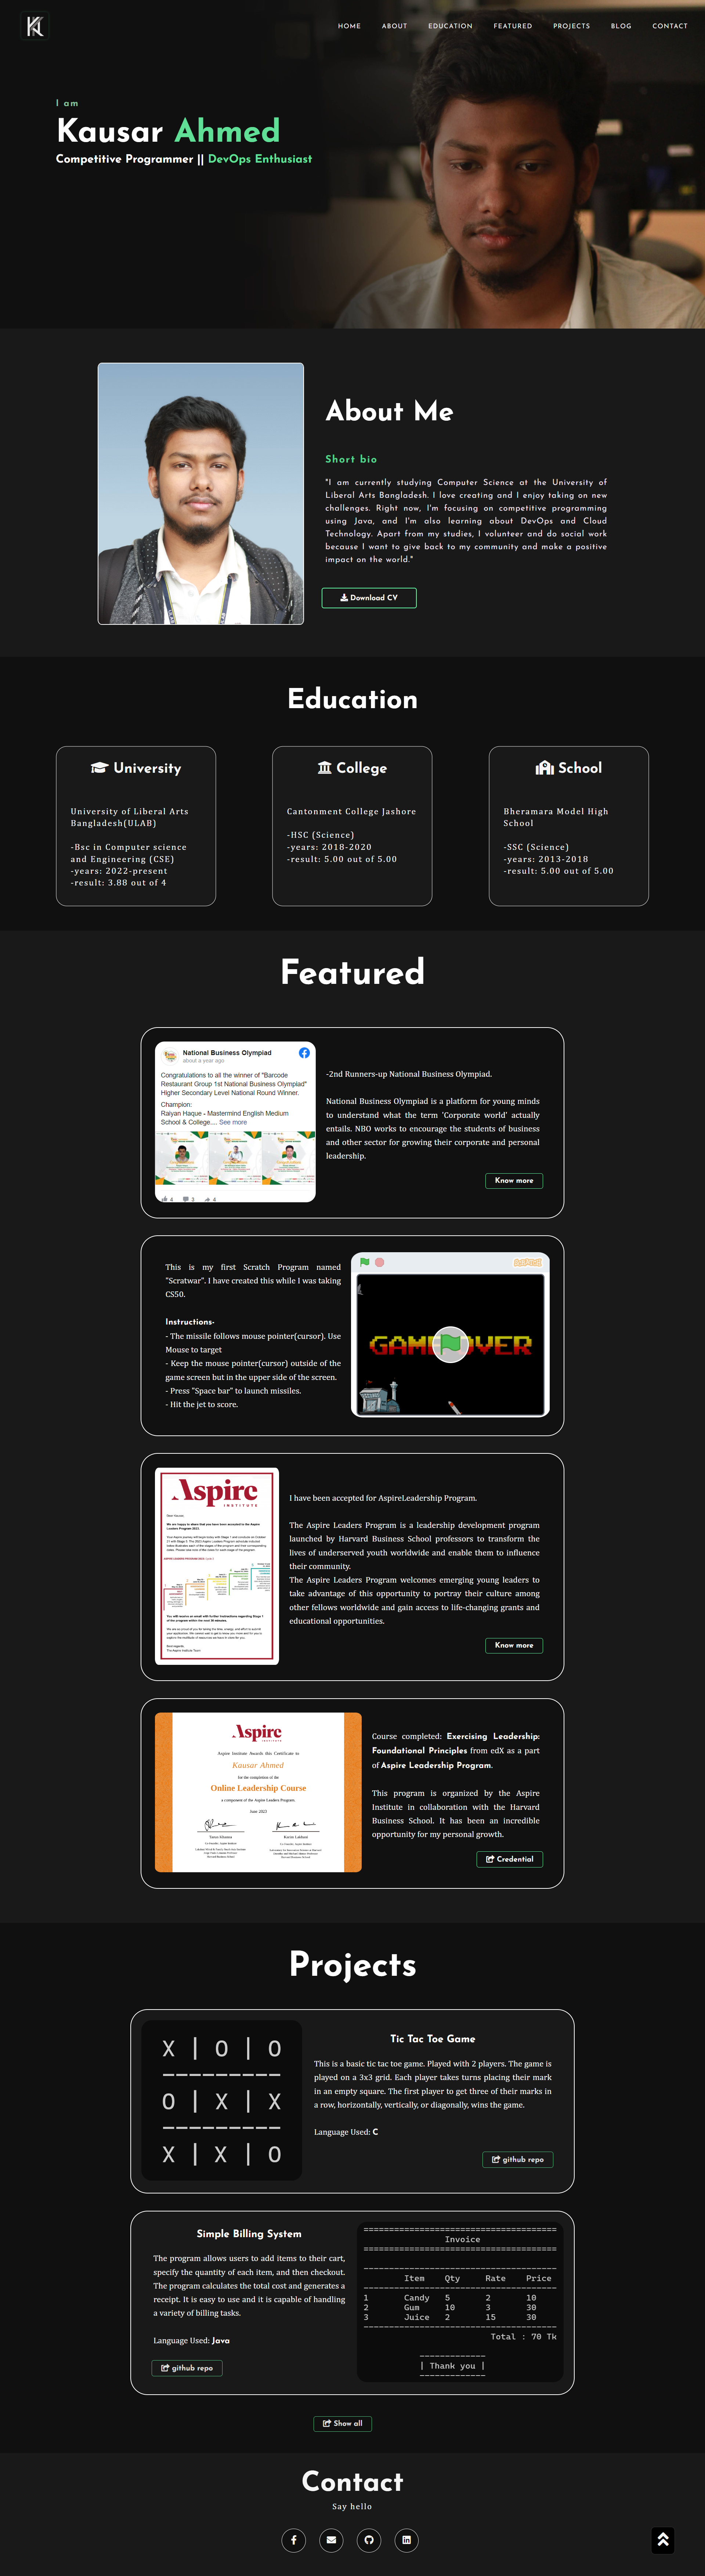 HOME ABOUT EDUCATION FEATURED PROJECTS BLOG CONTACT
I am
Kausar Ahmed
Competitive Programmer || DevOps Enthusiast
About Me
Short bio
"I am currently studying Computer Science at the University of
Liberal Arts Bangladesh. I love creating and I enjoy taking on new
challenges. Right now, I'm focusing on competitive programming
using Java, and I'm also learning about DevOps and Cloud
Technology. Apart from my studies, I volunteer and do social work
because I want to give back to my community and make a positive
impact on the world."
Download CV
Education
University
University of Liberal Arts
Bangladesh(ULAB)
-Bsc in Computer science
and Engineering (CSE)
-years: 2022-present
-result: 3.88 out of 4
College
Cantonment College Jashore
-HSC (Science)
-years: 2018-2020
-result: 5.00 out of 5.00
School
Bheramara Model High
School
-SSC (Science)
-years: 2013-2018
-result: 5.00 out of 5.00
Featured
National Business Olympiad
about a year ago
Congratulations to all the winner of "Barcode
Restaurant Group 1st National Business Olympiad"
Higher Secondary Level National Round Winner.
Champion:
Raiyan Haque - Mastermind English Medium
School & College... See more
4 3 4
-2nd Runners-up National Business Olympiad.
National Business Olympiad is a platform for young minds
to understand what the term 'Corporate world' actually
entails. NBO works to encourage the students of business
and other sector for growing their corporate and personal
leadership.
Know more
This is my first Scratch Program named
"Scratwar". I have created this while I was taking
CS50.
Instructions-
- The missile follows mouse pointer(cursor). Use
Mouse to target
- Keep the mouse pointer(cursor) outside of the
game screen but in the upper side of the screen.
- Press "Space bar" to launch missiles.
- Hit the jet to score.
SCRATCH
GAME OVER
Aspire
INSTITUTE
I have been accepted for AspireLeadership Program.
The Aspire Leaders Program is a leadership development program
launched by Harvard Business School professors to transform the
lives of underserved youth worldwide and enable them to influence
their community.
The Aspire Leaders Program welcomes emerging young leaders to
take advantage of this opportunity to portray their culture among
other fellows worldwide and gain access to life-changing grants and
educational opportunities.
Know more
Aspire
INSTITUTE
Aspire Institute Awards this Certificate to
Kausar Ahmed
for the completion of the
Online Leadership Course
a component of the Aspire Leaders Program
June 2023
Course completed: Exercising Leadership:
Foundational Principles from edX as a part
of Aspire Leadership Program.
This program is organized by the Aspire
Institute in collaboration with the Harvard
Business School. It has been an incredible
opportunity for my personal growth.
Credential
Projects
X | O | O
----------
O | X | X
----------
X | X | O
Tic Tac Toe Game
This is a basic tic tac toe game. Played with 2 players. The game is
played on a 3x3 grid. Each player takes turns placing their mark
in an empty square. The first player to get three of their marks in
a row, horizontally, vertically, or diagonally, wins the game.
Language Used: C
github repo
Simple Billing System
The program allows users to add items to their cart,
specify the quantity of each item, and then checkout.
The program calculates the total cost and generates a
receipt. It is easy to use and it is capable of handling
a variety of billing tasks.
Language Used: Java
github repo
Invoice
Item Qty Rate Price
1 Candy 5 2 10
2 Gum 10 3 30
3 Juice 2 15 30
Total : 70 Tk
| Thank you |
Show all
Contact
Say hello